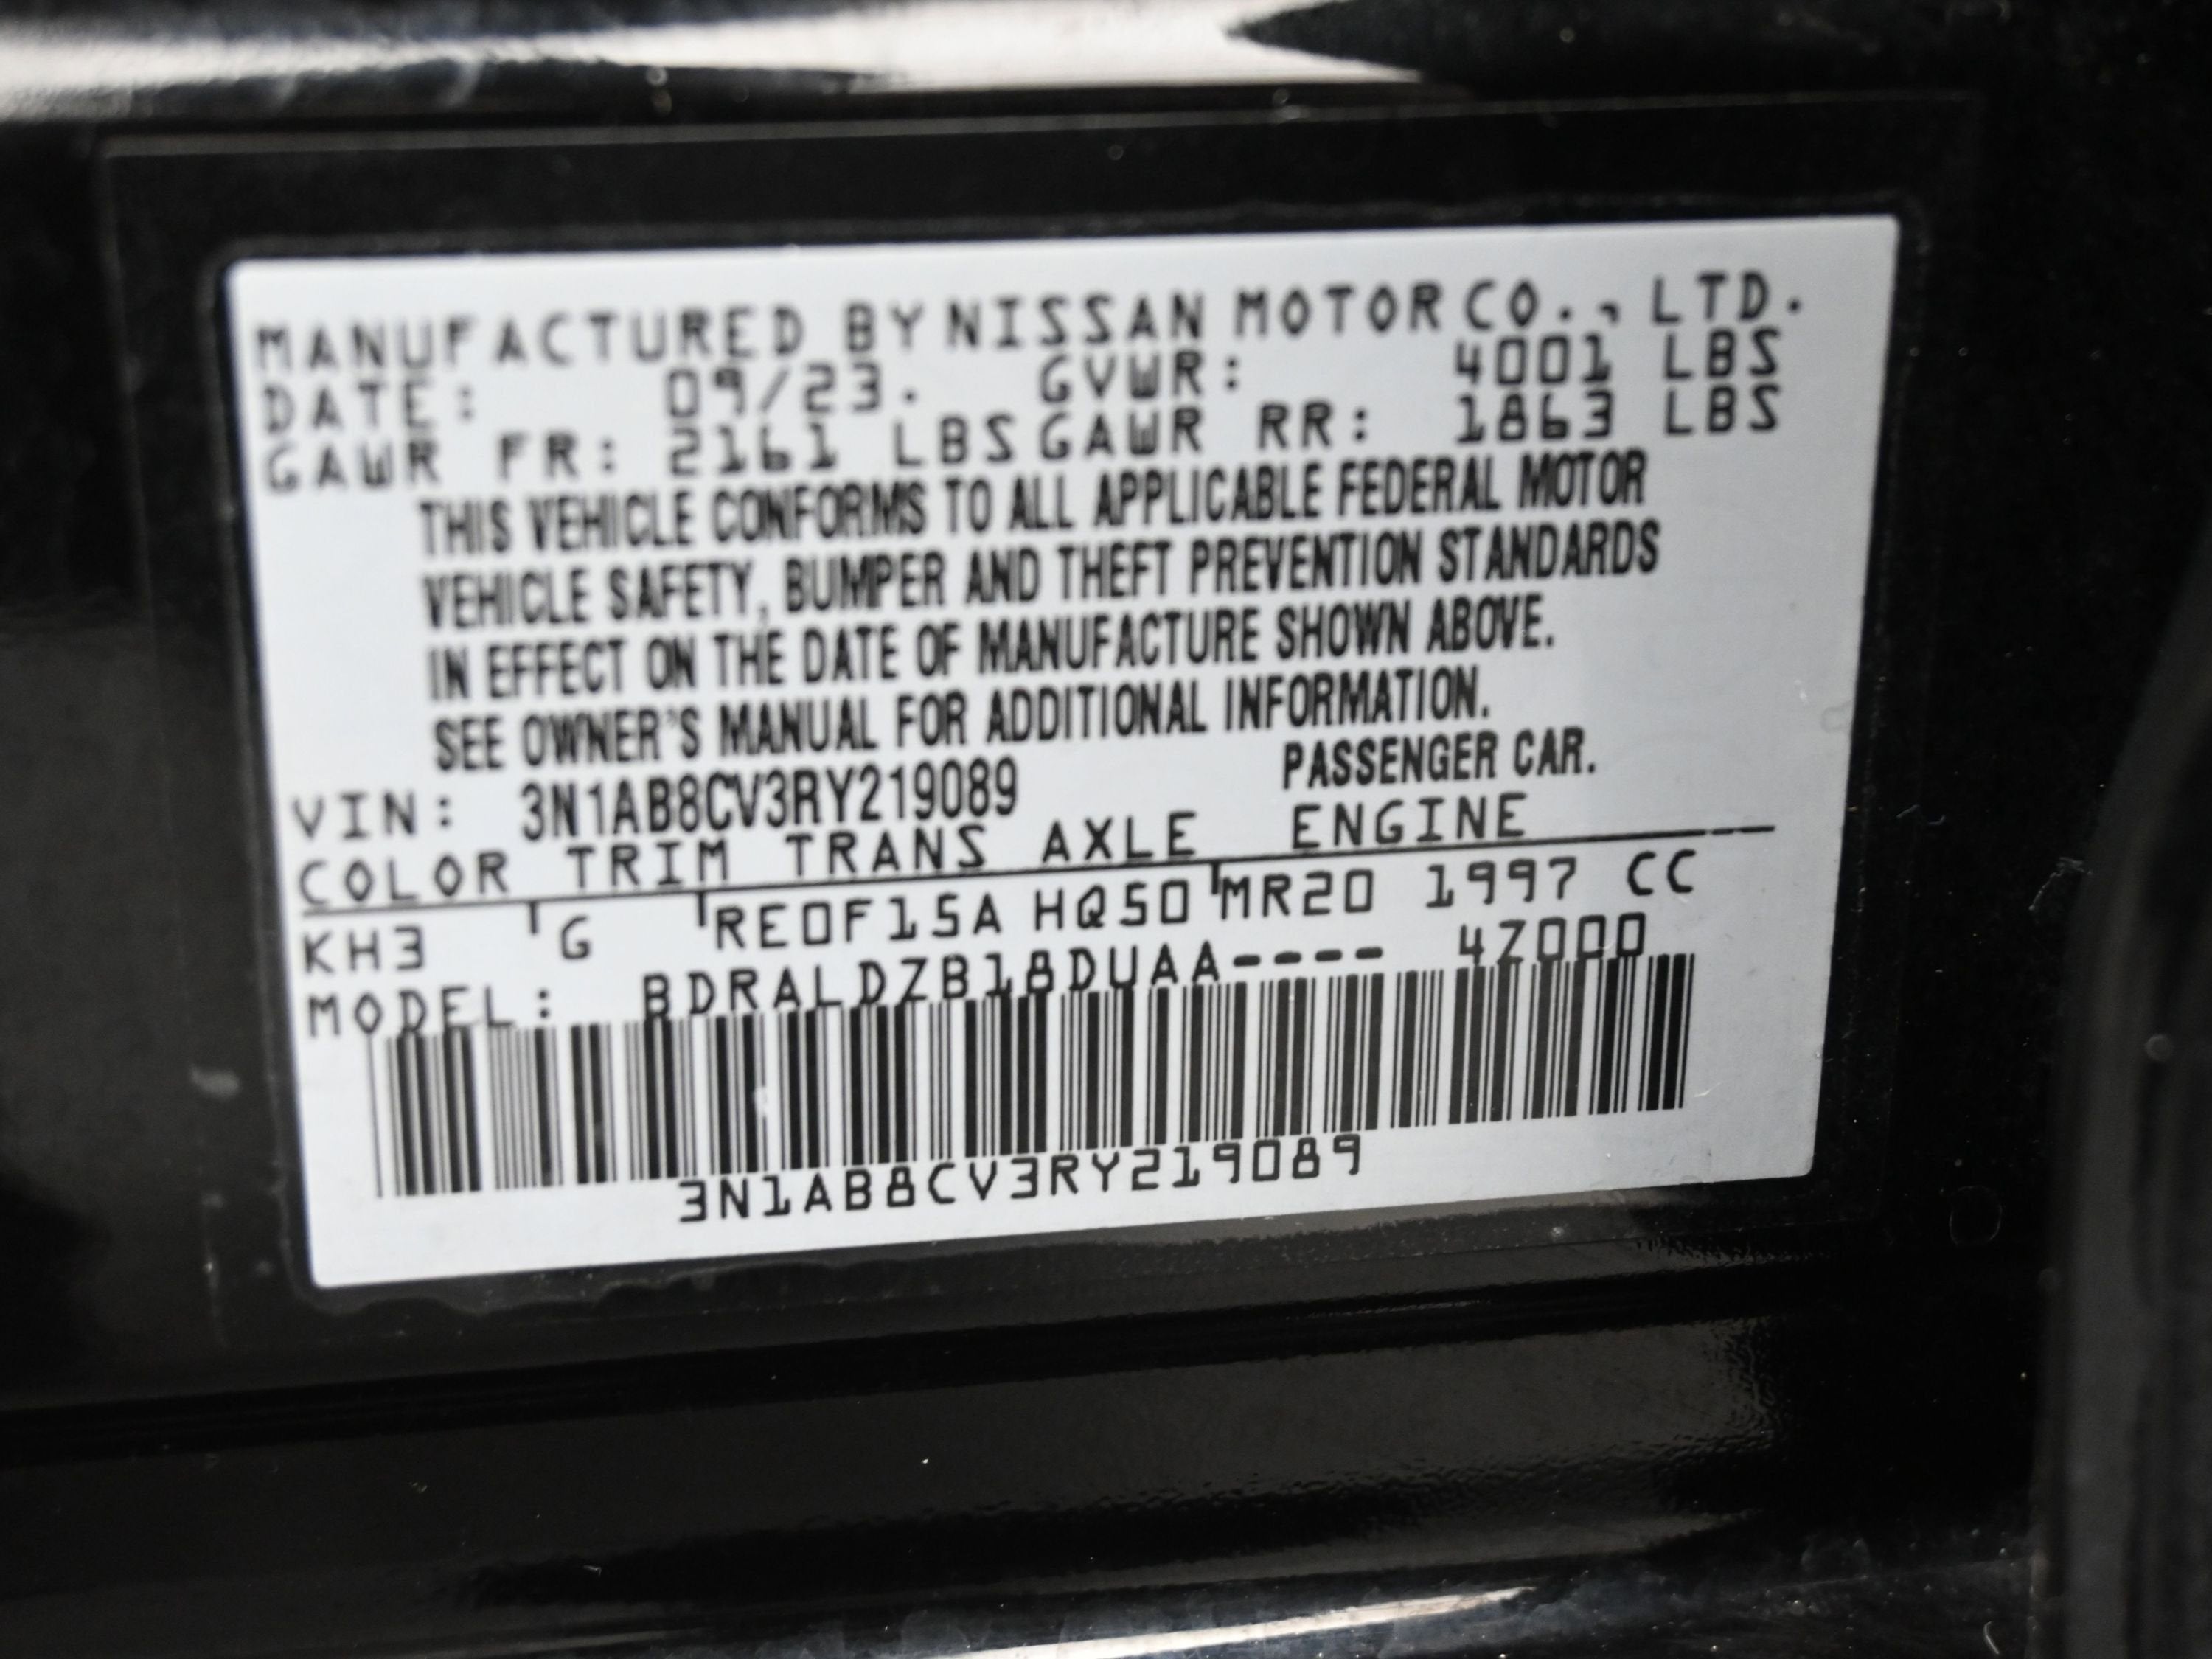 MANUFACTURED BY NISSAN MOTOR CO., LTD.
DATE: 09/23. GVWR: 4001 LBS
GAWR FR: 2161 LBS GAWR RR: 1863 LBS
THIS VEHICLE CONFORMS TO ALL APPLICABLE FEDERAL MOTOR
VEHICLE SAFETY, BUMPER AND THEFT PREVENTION STANDARDS
IN EFFECT ON THE DATE OF MANUFACTURE SHOWN ABOVE.
SEE OWNER'S MANUAL FOR ADDITIONAL INFORMATION.
VIN: 3N1AB8CV3RY219089 PASSENGER CAR.
COLOR TRIM TRANS AXLE ENGINE
KH3 G RE0F15A HQ50 MR20 1997 CC
MODEL: BDRALDZB18DUAA---- 4Z000
3N1AB8CV3RY219089